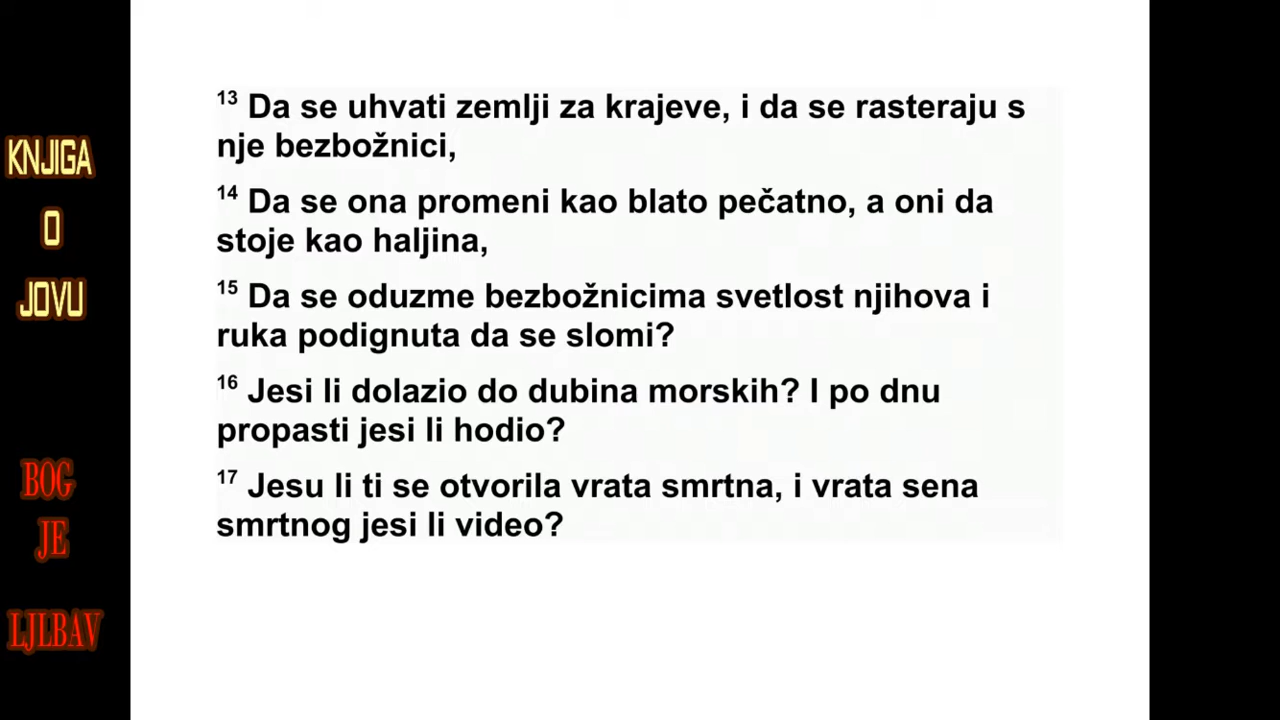 KNJIGA
O
JOVU
BOG
JE
LJLBAV
13 Da se uhvati zemlji za krajeve, i da se rasteraju s
nje bezbožnici,
14 Da se ona promeni kao blato pečatno, a oni da
stoje kao haljina,
15 Da se oduzme bezbožnicima svetlost njihova i
ruka podignuta da se slomi?
16 Jesi li dolazio do dubina morskih? I po dnu
propasti jesi li hodio?
17 Jesu li ti se otvorila vrata smrtna, i vrata sena
smrtnog jesi li video?